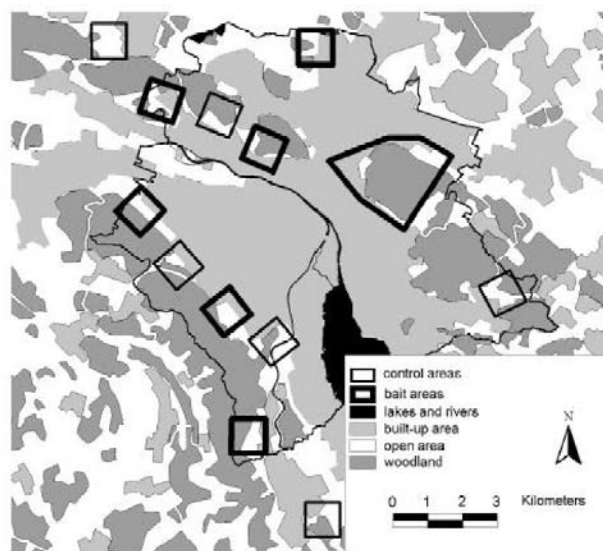 control areas
bait areas
lakes and rivers
built-up area
open area
woodland
N
0 1 2 3 Kilometers